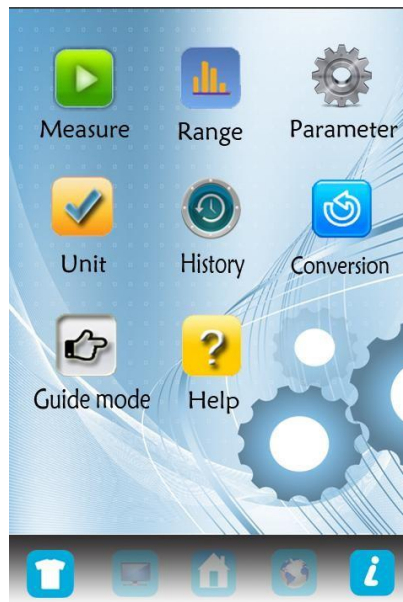 Measure Range Parameter
Unit History Conversion
Guide mode Help
?
i